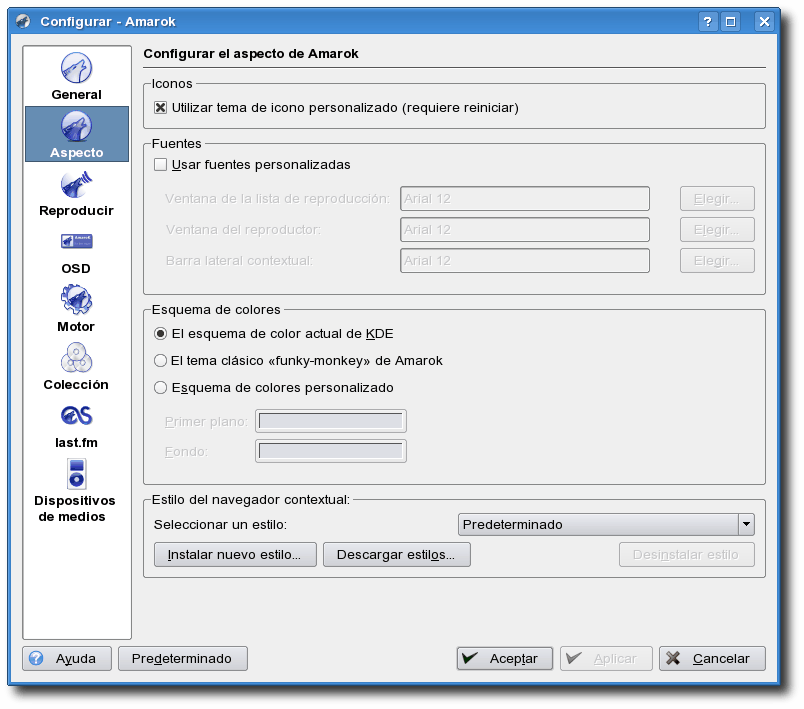 Configurar - Amarok
General
Aspecto
Reproducir
OSD
Motor
Colección
last.fm
Dispositivos
de medios
Configurar el aspecto de Amarok
Iconos
Utilizar tema de icono personalizado (requiere reiniciar)
Fuentes
Usar fuentes personalizadas
Ventana de la lista de reproducción: Arial 12 Elegir...
Ventana del reproductor: Arial 12 Elegir...
Barra lateral contextual: Arial 12 Elegir...
Esquema de colores
El esquema de color actual de KDE
El tema clásico «funky-monkey» de Amarok
Esquema de colores personalizado
Primer plano:
Fondo:
Estilo del navegador contextual:
Seleccionar un estilo: Predeterminado
Instalar nuevo estilo... Descargar estilos... Desinstalar estilo
Ayuda Predeterminado Aceptar Aplicar Cancelar